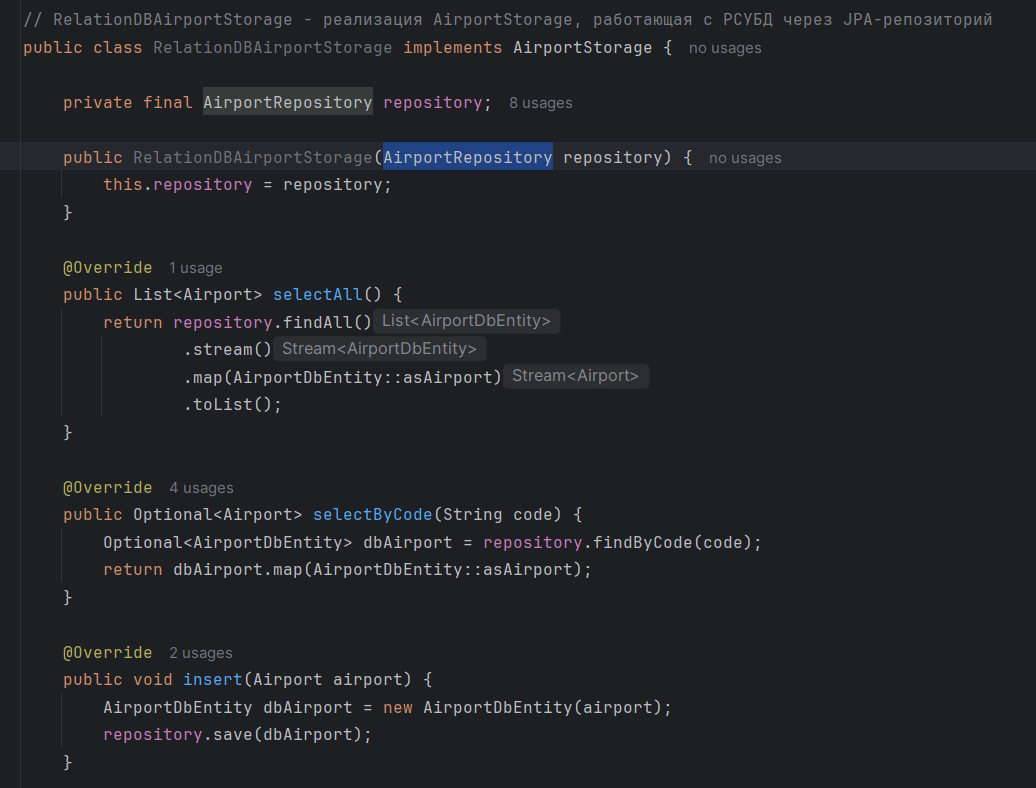 // RelationDBAirportStorage - реализация AirportStorage, работающая с РСУБД через JPA-репозиторий
public class RelationDBAirportStorage implements AirportStorage { no usages
private final AirportRepository repository; 8 usages
public RelationDBAirportStorage(AirportRepository repository) { no usages
this.repository = repository;
}
@Override 1 usage
public List<Airport> selectAll() {
return repository.findAll() List<AirportDbEntity>
.stream() Stream<AirportDbEntity>
.map(AirportDbEntity::asAirport) Stream<Airport>
.toList();
}
@Override 4 usages
public Optional<Airport> selectByCode(String code) {
Optional<AirportDbEntity> dbAirport = repository.findByCode(code);
return dbAirport.map(AirportDbEntity::asAirport);
}
@Override 2 usages
public void insert(Airport airport) {
AirportDbEntity dbAirport = new AirportDbEntity(airport);
repository.save(dbAirport);
}